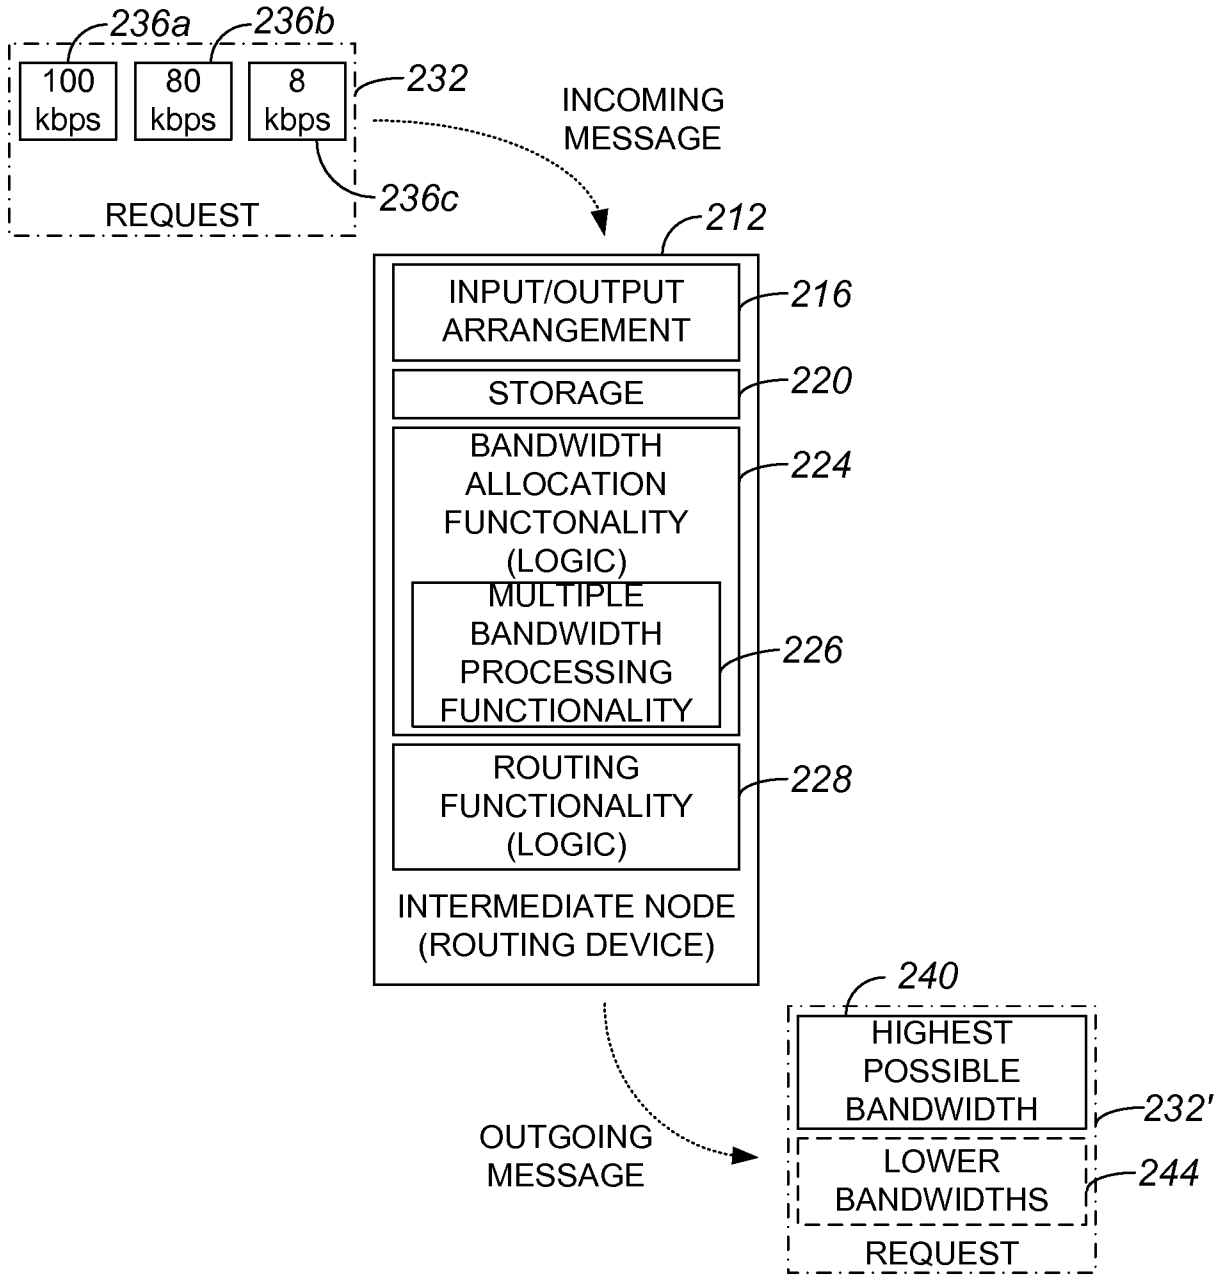 236a
236b
100
kbps
80
kbps
8
kbps
232
236c
REQUEST
INCOMING
MESSAGE
212
INPUT/OUTPUT
ARRANGEMENT
216
STORAGE
220
BANDWIDTH
ALLOCATION
FUNCTONALITY
(LOGIC)
224
MULTIPLE
BANDWIDTH
PROCESSING
FUNCTIONALITY
226
ROUTING
FUNCTIONALITY
(LOGIC)
228
INTERMEDIATE NODE
(ROUTING DEVICE)
OUTGOING
MESSAGE
240
HIGHEST
POSSIBLE
BANDWIDTH
232'
LOWER
BANDWIDTHS
244
REQUEST